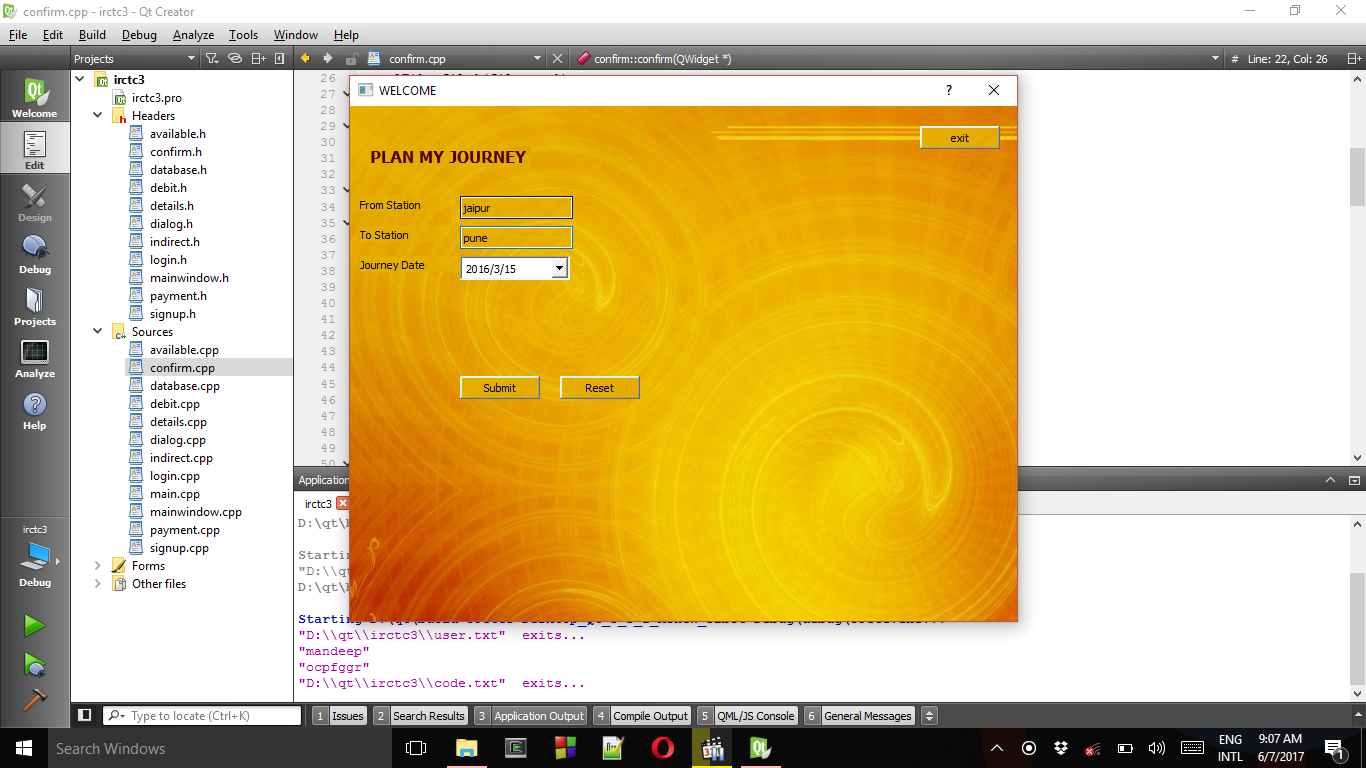 confirm.cpp - irctc3 - Qt Creator
File Edit Build Debug Analyze Tools Window Help
Projects
confirm.cpp
confirm::confirm(QWidget *)
# Line: 22, Col: 26
Welcome
Edit
Design
Debug
Projects
Analyze
Help
irctc3
Debug
irctc3
irctc3.pro
Headers
available.h
confirm.h
database.h
debit.h
details.h
dialog.h
indirect.h
login.h
mainwindow.h
payment.h
signup.h
Sources
available.cpp
confirm.cpp
database.cpp
debit.cpp
details.cpp
dialog.cpp
indirect.cpp
login.cpp
main.cpp
mainwindow.cpp
payment.cpp
signup.cpp
Forms
Other files
26
27
28
29
30
31
32
33
34
35
36
37
38
39
40
41
42
43
44
45
46
47
48
49
50
WELCOME
?
exit
PLAN MY JOURNEY
From Station jaipur
To Station pune
Journey Date 2016/3/15
Submit Reset
Application
irctc3
D:\qt\
Starting
"D:\\qt
D:\qt\
Starting
"D:\\qt\\irctc3\\user.txt" exits...
"mandeep"
"ocpfggr"
"D:\\qt\\irctc3\\code.txt" exits...
Type to locate (Ctrl+K)
1 Issues 2 Search Results 3 Application Output 4 Compile Output 5 QML/JS Console 6 General Messages
Search Windows
ENG
INTL
9:07 AM
6/7/2017
1